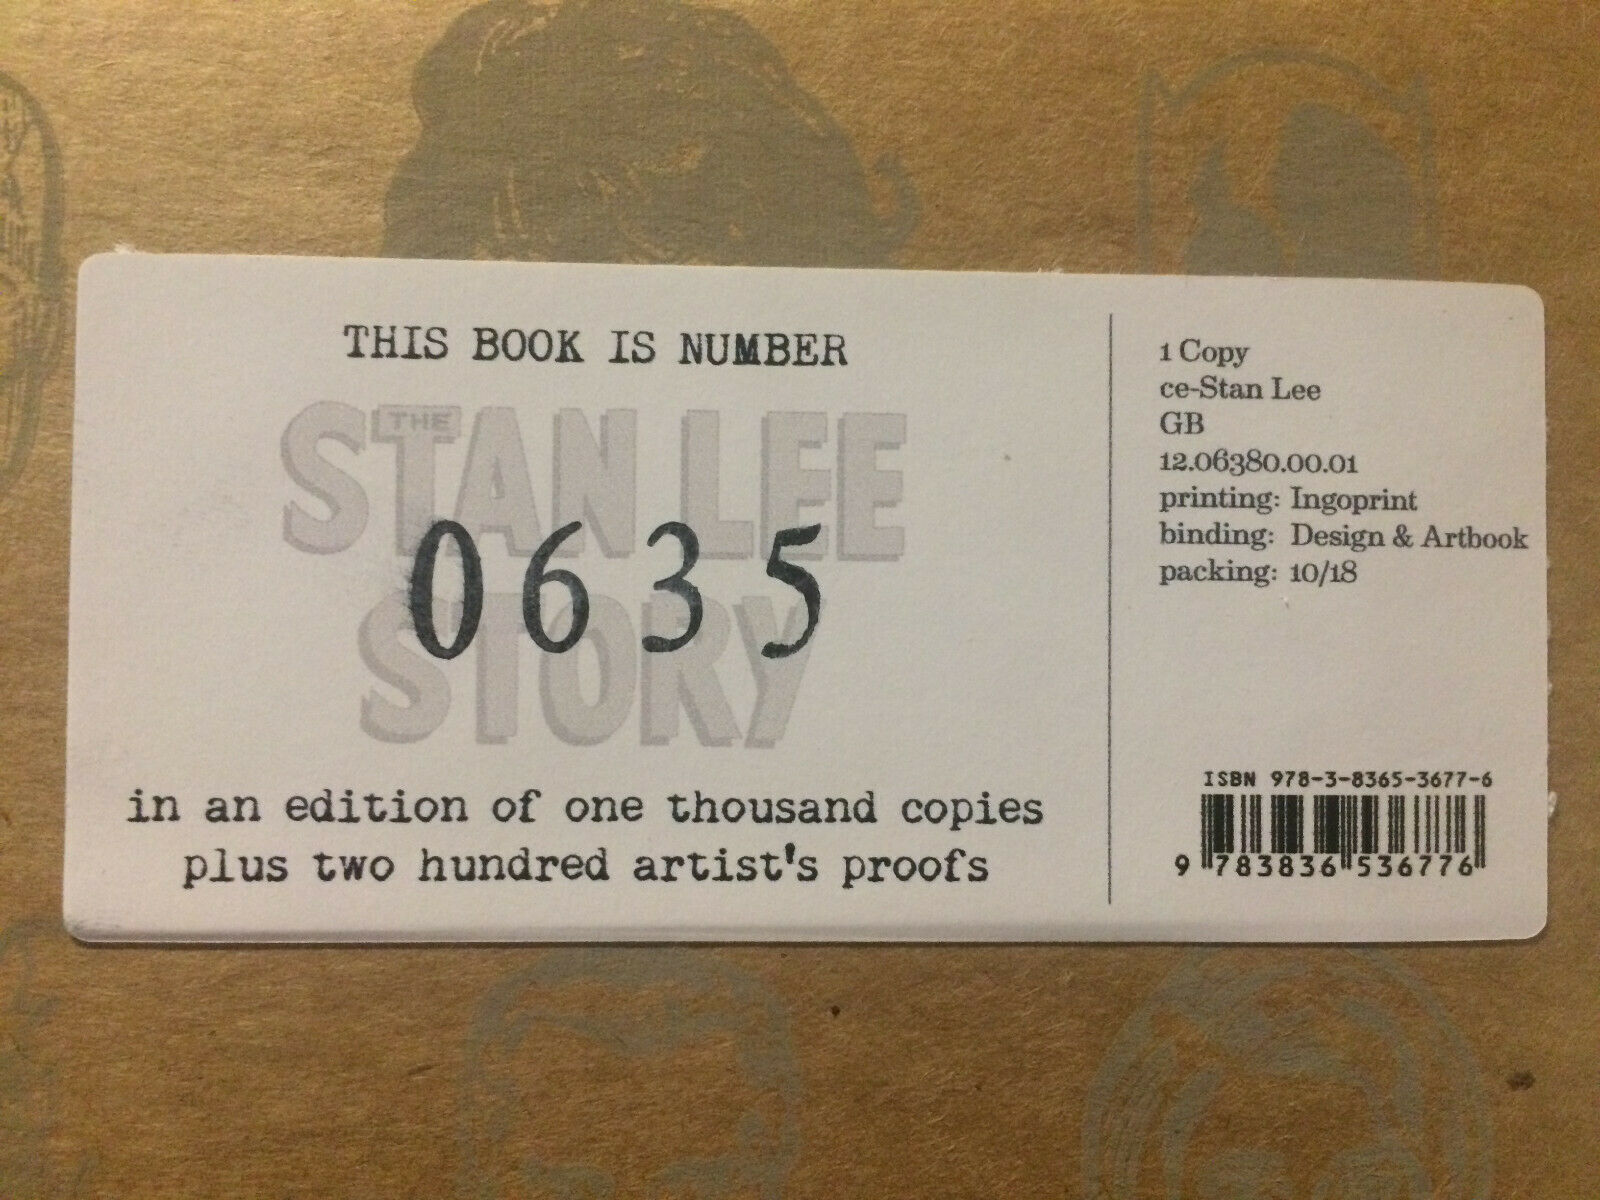 THIS BOOK IS NUMBER
THE
STAN LEE
0635
STORY
in an edition of one thousand copies
plus two hundred artist's proofs
1 Copy
ce-Stan Lee
GB
12.06380.00.01
printing: Ingoprint
binding: Design & Artbook
packing: 10/18
ISBN 978-3-8365-3677-6
9 783836 536776